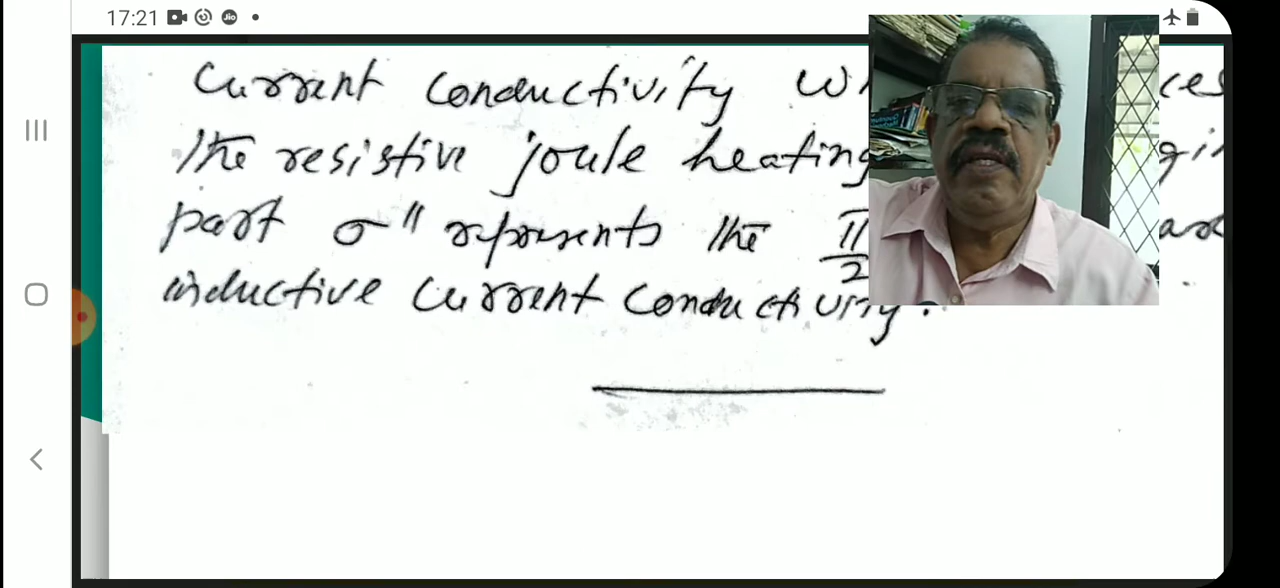 17:21
Current conductivity
the resistive joule heating
part σ" represents the π/2
inductive current conductivity.